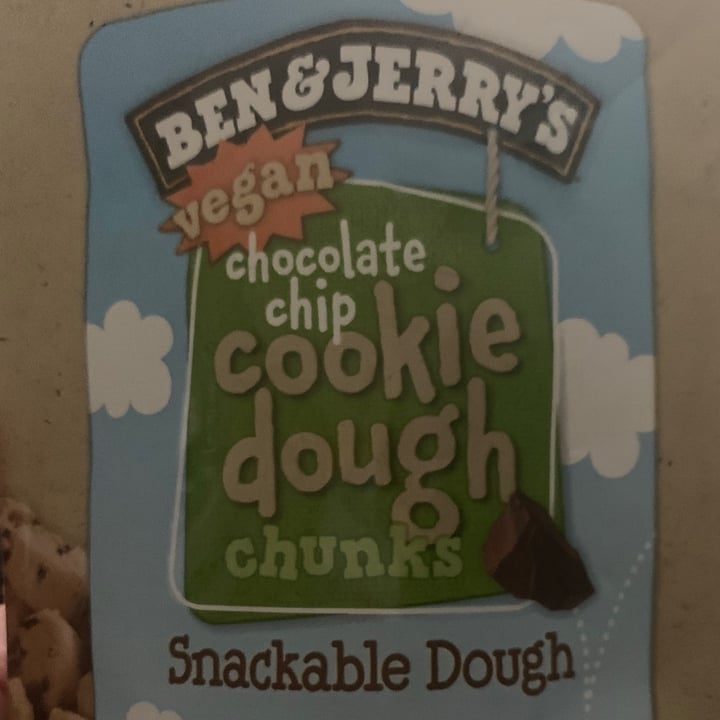 BEN & JERRY'S
vegan
chocolate
chip
cookie
dough
chunks
Snackable Dough